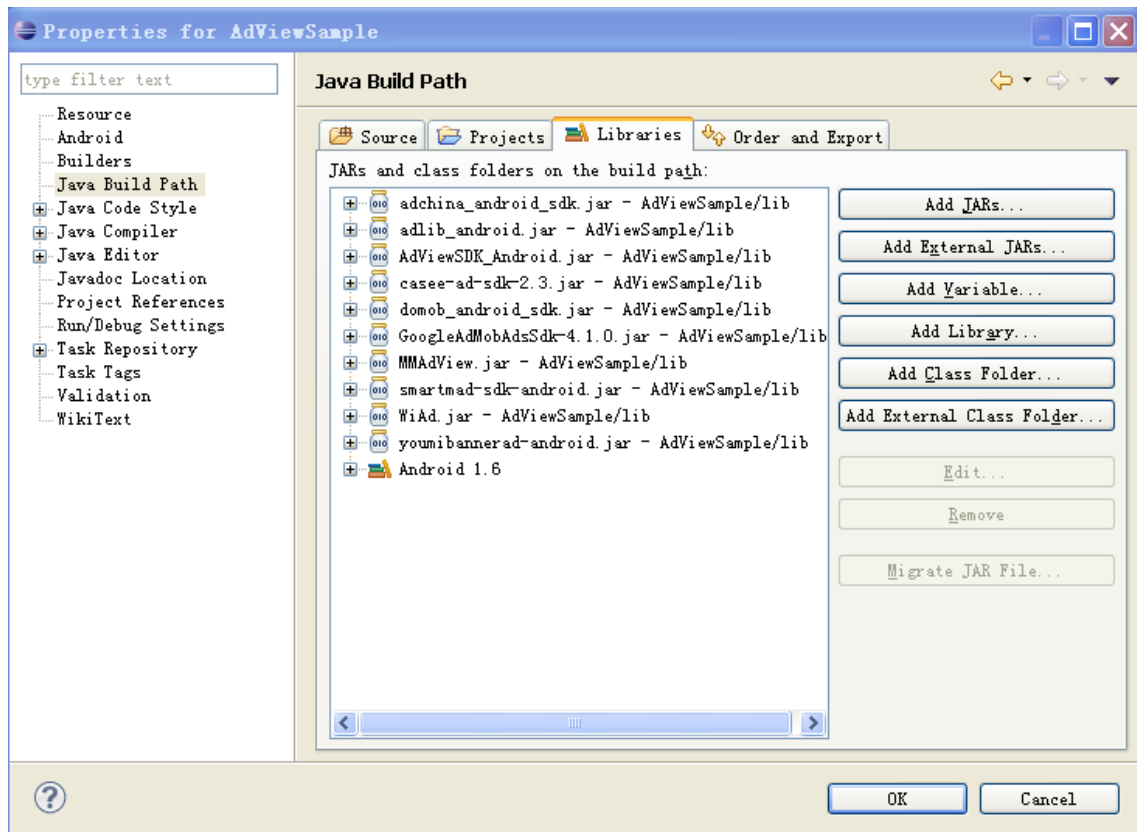 Properties for AdViewSample
type filter text
Resource
Android
Builders
Java Build Path
Java Code Style
Java Compiler
Java Editor
Javadoc Location
Project References
Run/Debug Settings
Task Repository
Task Tags
Validation
WikiText
Java Build Path
Source
Projects
Libraries
Order and Export
JARs and class folders on the build path:
adchina_android_sdk.jar - AdViewSample/lib
adlib_android.jar - AdViewSample/lib
AdViewSDK_Android.jar - AdViewSample/lib
casee-ad-sdk-2.3.jar - AdViewSample/lib
domob_android_sdk.jar - AdViewSample/lib
GoogleAdMobAdsSdk-4.1.0.jar - AdViewSample/lib
MMAdView.jar - AdViewSample/lib
smartmad-sdk-android.jar - AdViewSample/lib
WiAd.jar - AdViewSample/lib
youmibannerad-android.jar - AdViewSample/lib
Android 1.6
Add JARs...
Add External JARs...
Add Variable...
Add Library...
Add Class Folder...
Add External Class Folder...
Edit...
Remove
Migrate JAR File...
OK
Cancel